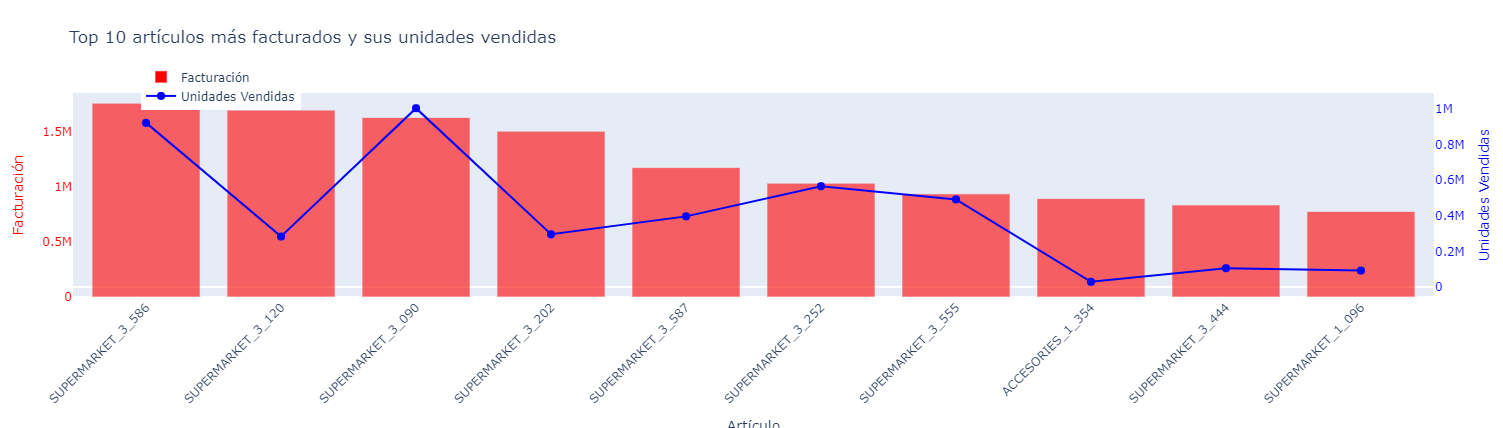 Top 10 artículos más facturados y sus unidades vendidas
Facturación
Unidades Vendidas
1.5M
1M
0.5M
0
Facturación
1M
0.8M
0.6M
0.4M
0.2M
0
Unidades Vendidas
SUPERMARKET_3_586
SUPERMARKET_3_120
SUPERMARKET_3_090
SUPERMARKET_3_202
SUPERMARKET_3_587
SUPERMARKET_3_252
SUPERMARKET_3_555
ACCESORIES_1_354
SUPERMARKET_3_444
SUPERMARKET_1_096
Artículo